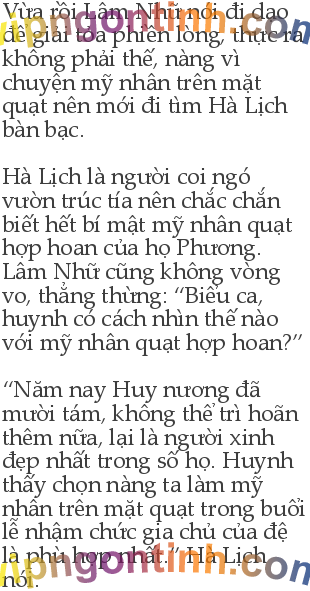 Vừa rồi Lâm Nhữ nói đi dạo
để giải tỏa phiền lòng, thực ra
không phải thế, nàng vì
chuyện mỹ nhân trên mặt
quạt nên mới đi tìm Hà Lịch
bàn bạc.
Hà Lịch là người coi ngó
vườn trúc tía nên chắc chắn
biết hết bí mật mỹ nhân quạt
hợp hoan của họ Phương.
Lâm Nhữ cũng không vòng
vo, thẳng thừng: “Biểu ca,
huynh có cách nhìn thế nào
với mỹ nhân quạt hợp hoan?”
“Năm nay Huy nương đã
mười tám, không thể trì hoãn
thêm nữa, lại là người xinh
đẹp nhất trong số họ. Huynh
thấy chọn nàng ta làm mỹ
nhân trên mặt quạt trong buổi
lễ nhậm chức gia chủ của đệ
là phù hợp nhất.” Hà Lịch
nói.